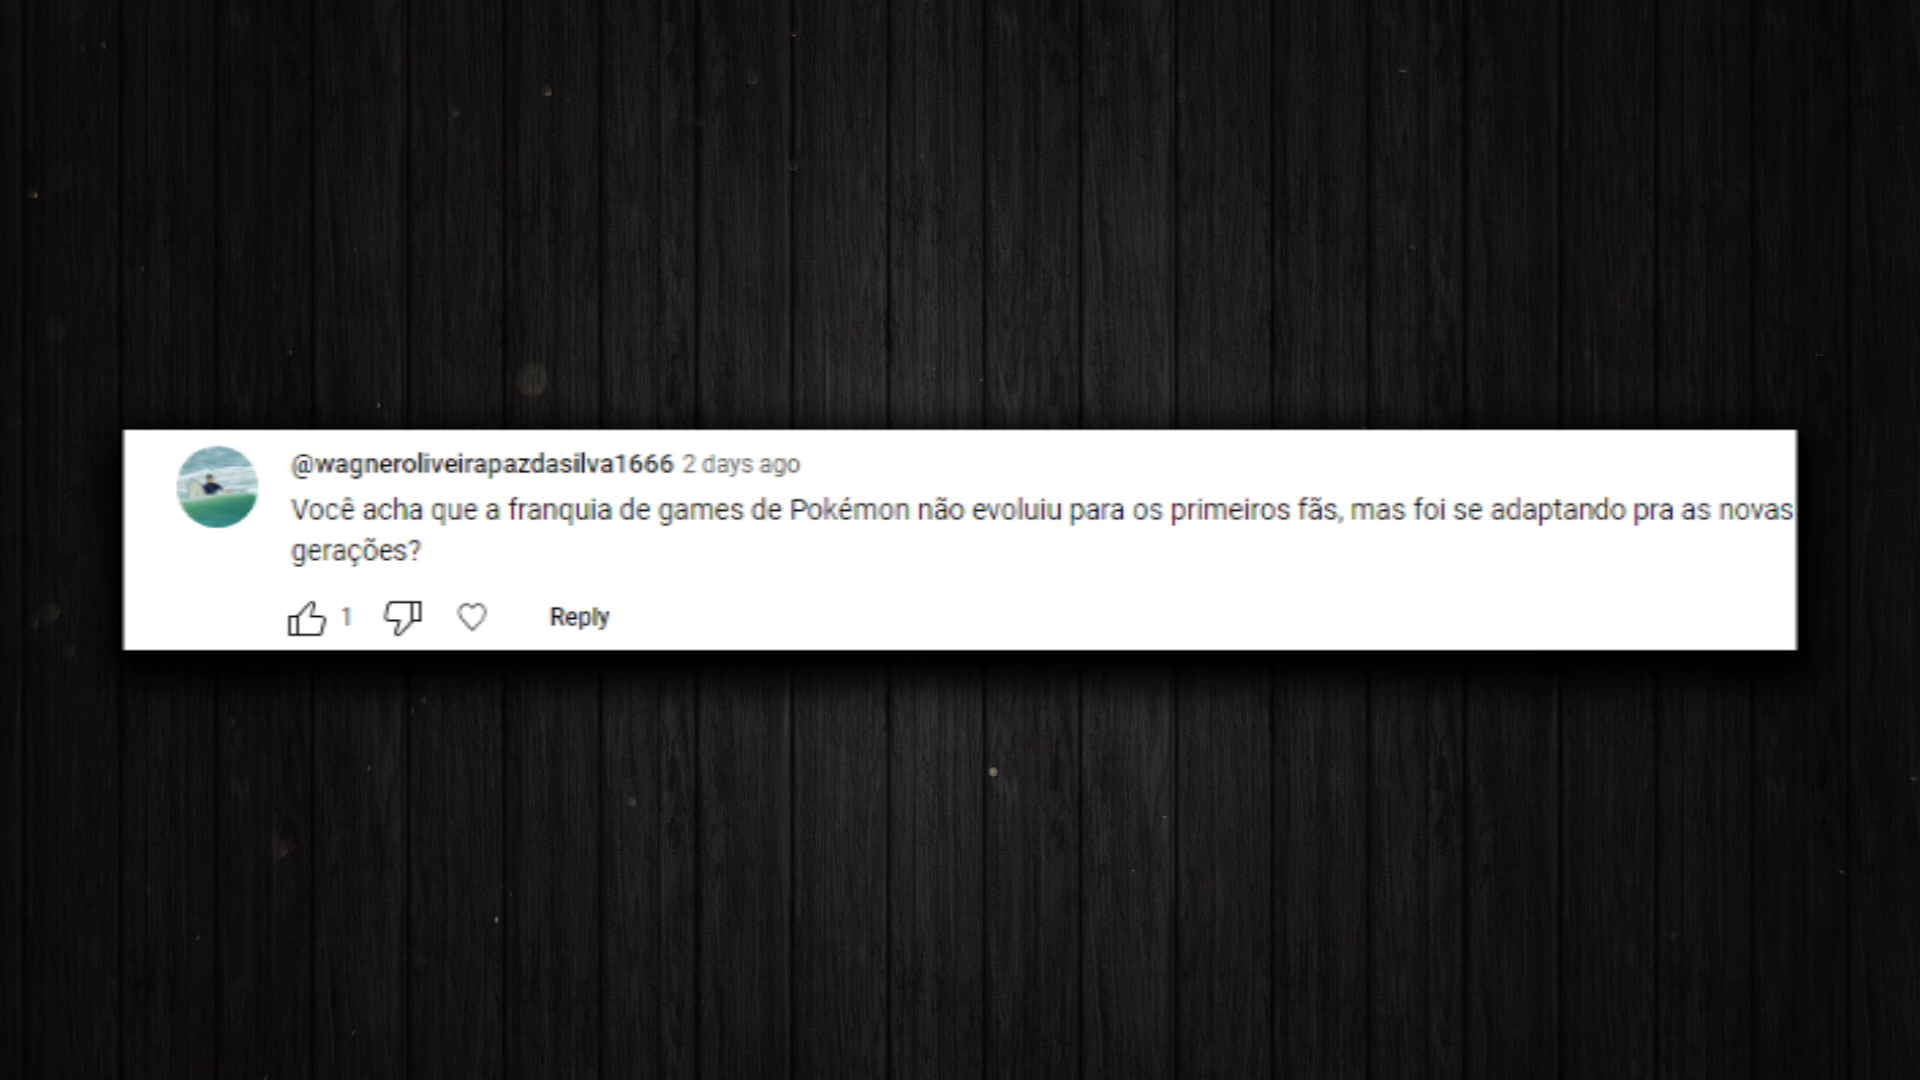 @wagneroliveirapazdasilva1666 2 days ago
Você acha que a franquia de games de Pokémon não evoluiu para os primeiros fãs, mas foi se adaptando pra as novas
gerações?
1 Reply